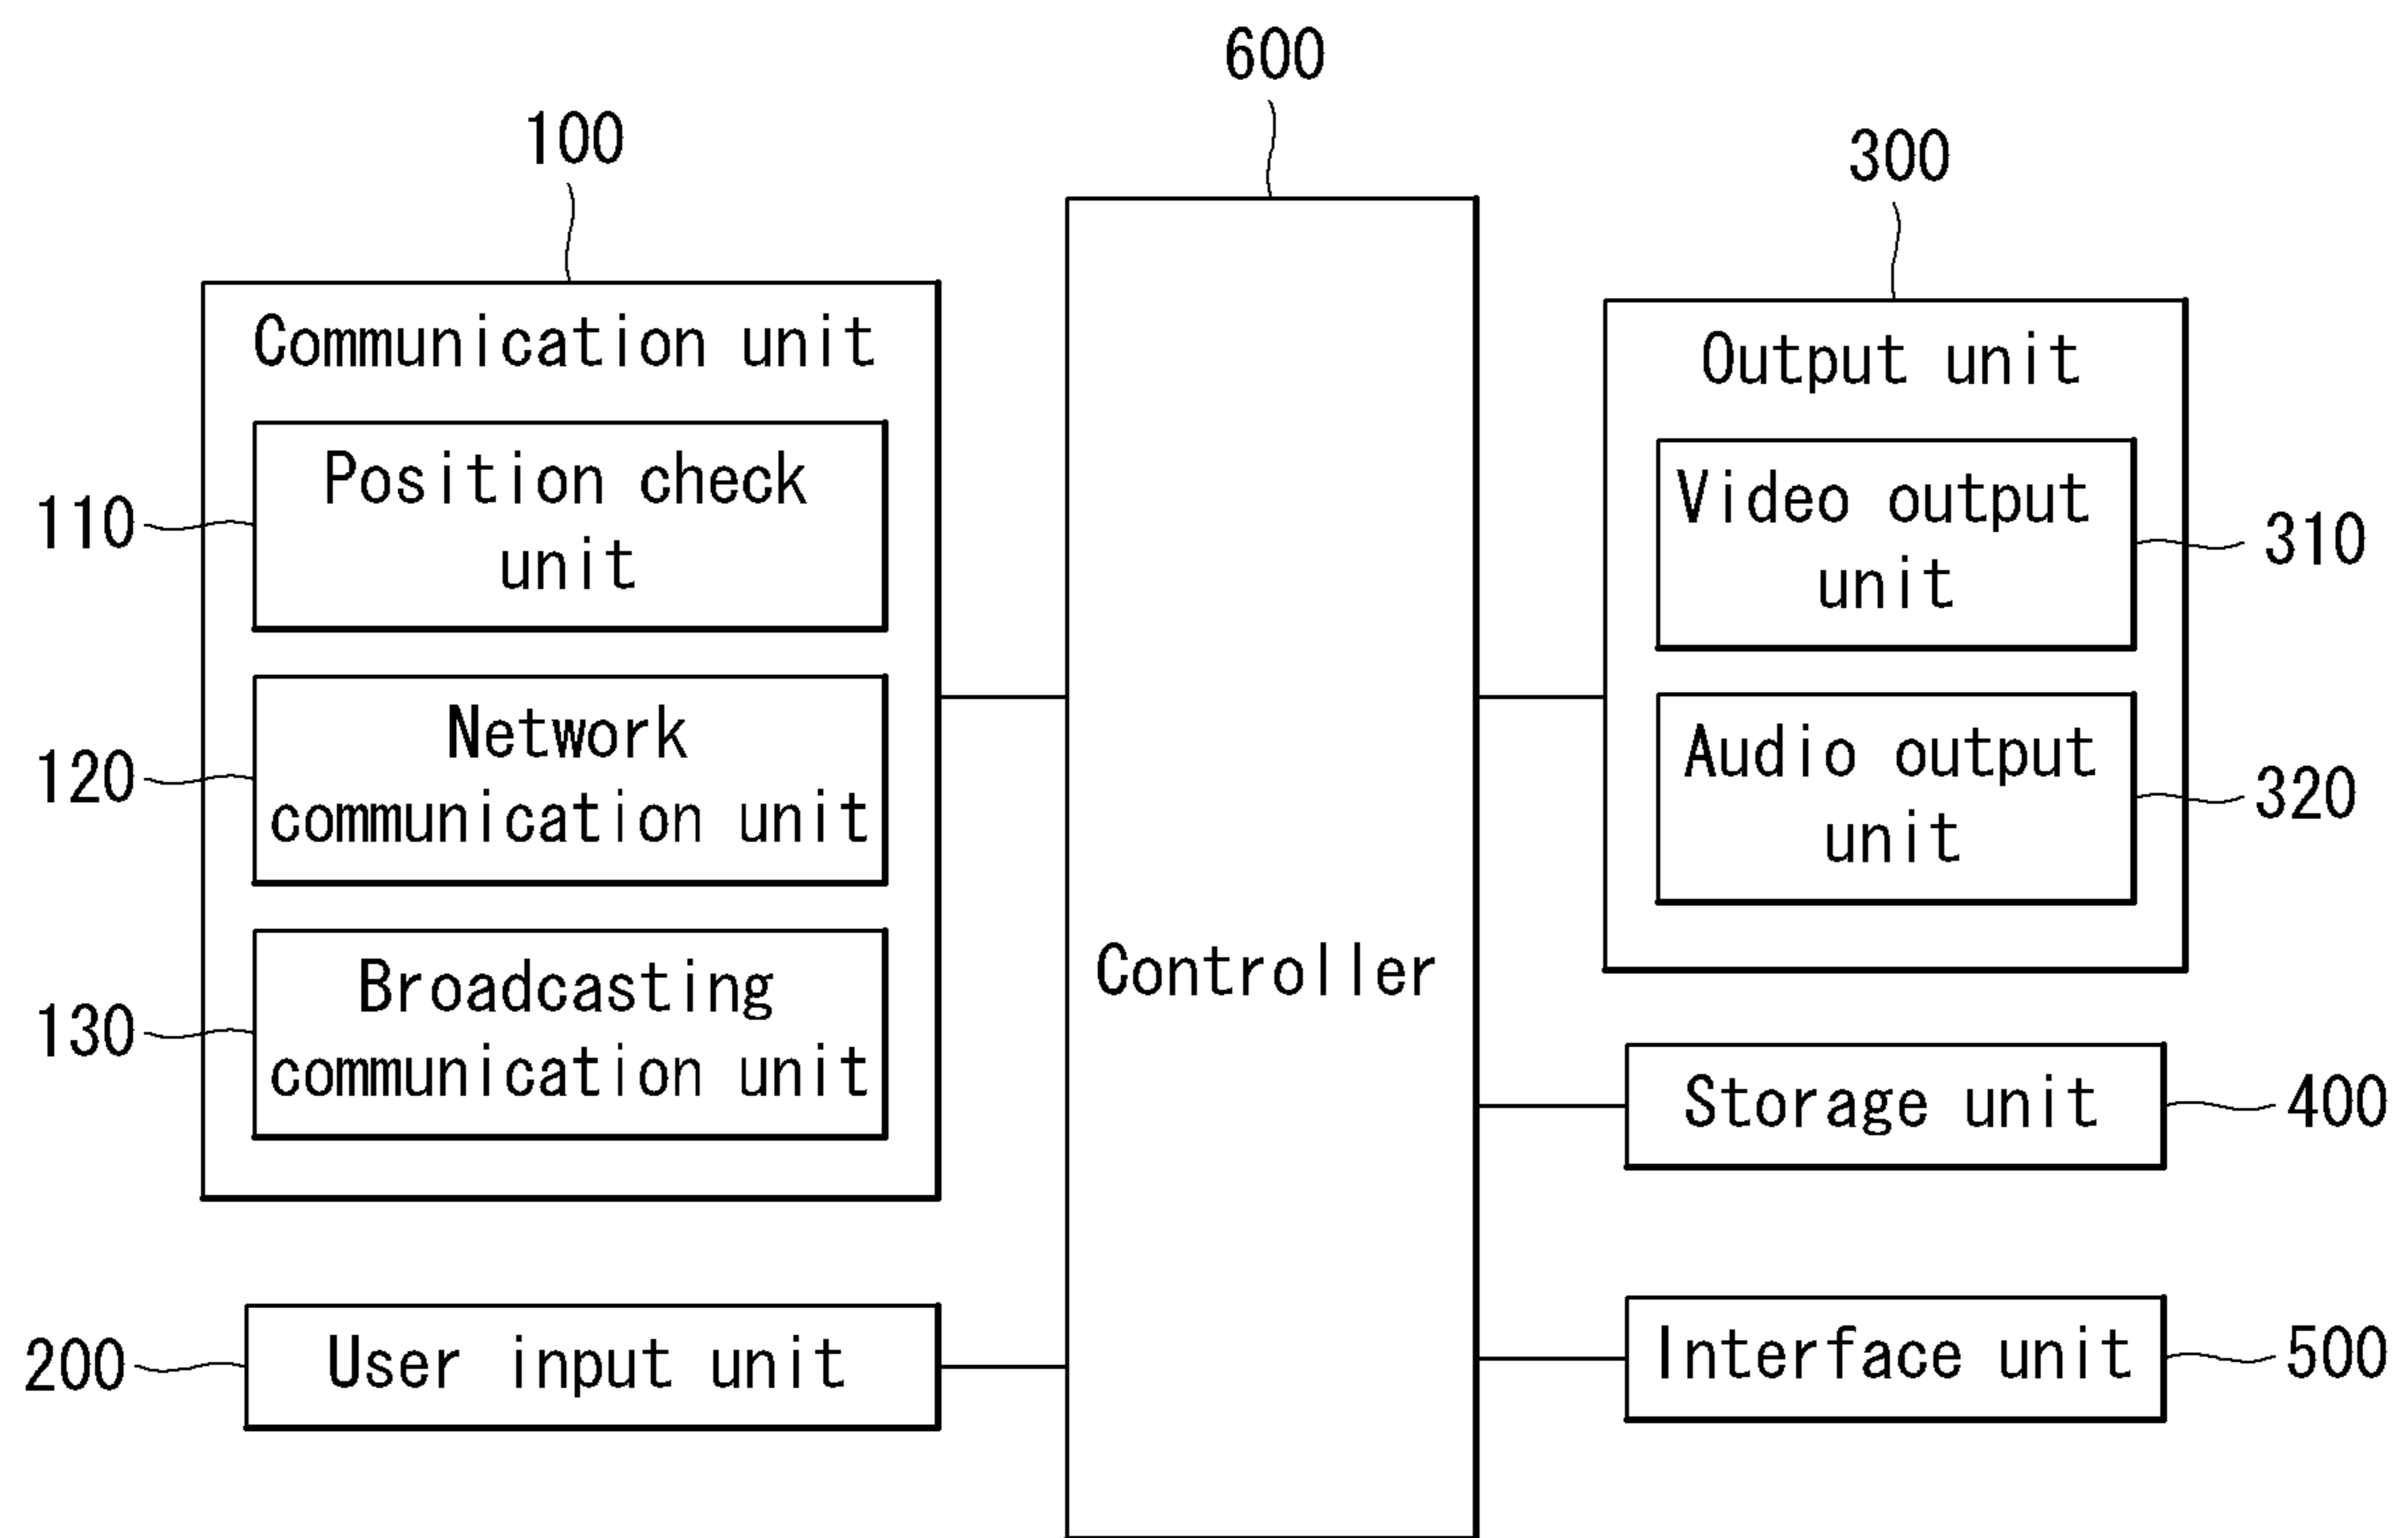 600
100
300
Communication unit
Position check
unit
110
Network
communication unit
120
Broadcasting
communication unit
130
User input unit
200
Controller
Output unit
Video output
unit
310
Audio output
unit
320
Storage unit
400
Interface unit
500